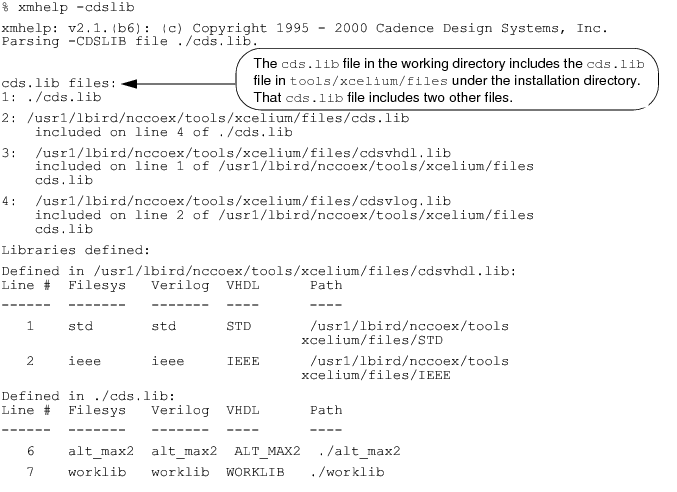 % xmhelp -cdslib
xmhelp: v2.1.(b6): (c) Copyright 1995 - 2000 Cadence Design Systems, Inc.
Parsing -CDSLIB file ./cds.lib.
The cds.lib file in the working directory includes the cds.lib
file in tools/xcelium/files under the installation directory.
That cds.lib file includes two other files.
cds.lib files:
1: ./cds.lib
2: /usr1/lbird/nccoex/tools/xcelium/files/cds.lib
included on line 4 of ./cds.lib
3: /usr1/lbird/nccoex/tools/xcelium/files/cdsvhdl.lib
included on line 1 of /usr1/lbird/nccoex/tools/xcelium/files
cds.lib
4: /usr1/lbird/nccoex/tools/xcelium/files/cdsvlog.lib
included on line 2 of /usr1/lbird/nccoex/tools/xcelium/files
cds.lib
Libraries defined:
Defined in /usr1/lbird/nccoex/tools/xcelium/files/cdsvhdl.lib:
Line # Filesys Verilog VHDL Path
------ ------- ------- ---- ----
1 std std STD /usr1/lbird/nccoex/tools
xcelium/files/STD
2 ieee ieee IEEE /usr1/lbird/nccoex/tools
xcelium/files/IEEE
Defined in ./cds.lib:
Line # Filesys Verilog VHDL Path
------ ------- ------- ---- ----
6 alt_max2 alt_max2 ALT_MAX2 ./alt_max2
7 worklib worklib WORKLIB ./worklib